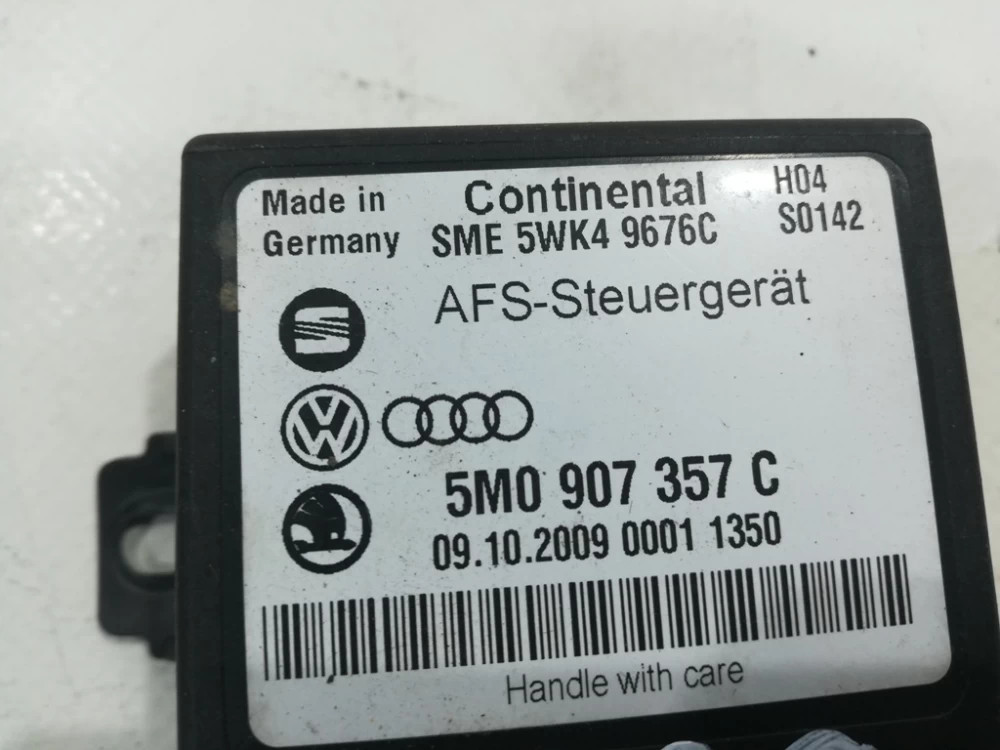 Made in Continental H04
Germany SME 5WK4 9676C S0142
AFS-Steuergerät
5M0 907 357 C
09.10.2009 0001 1350
Handle with care